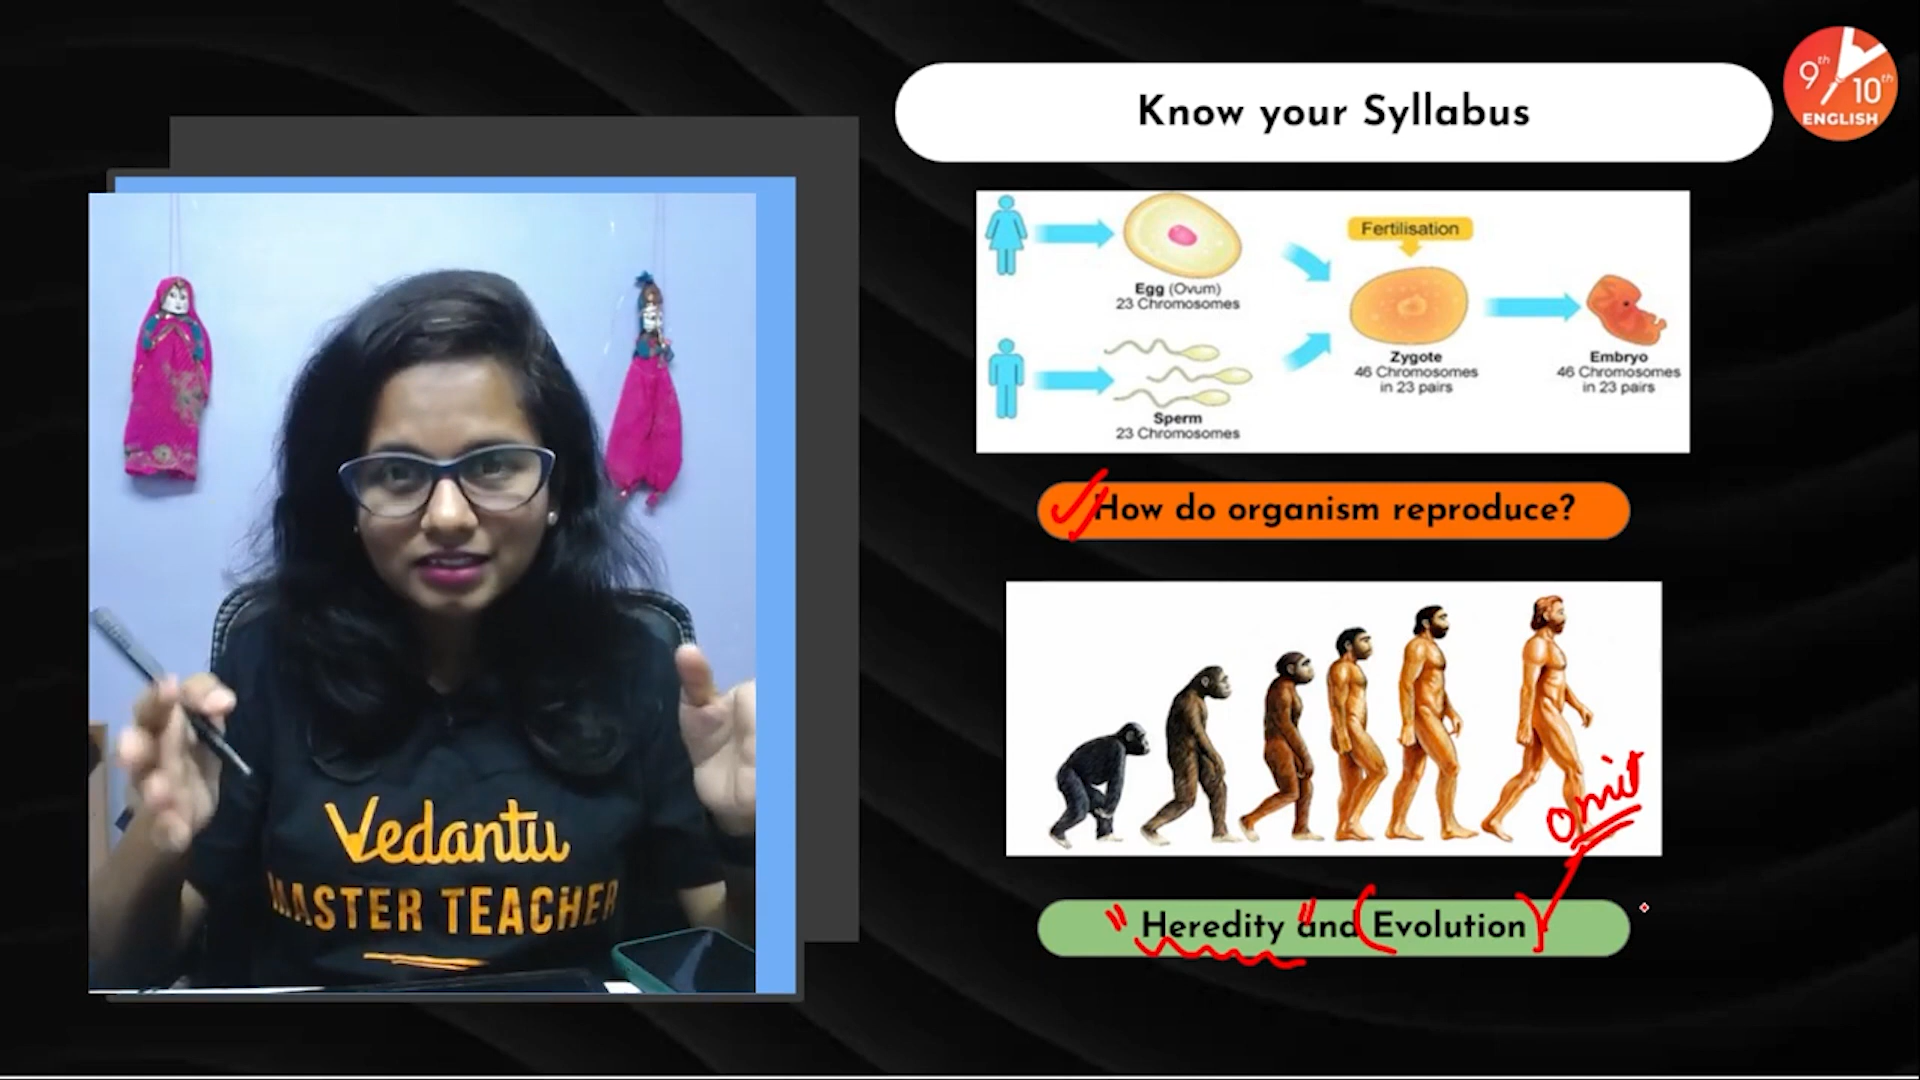 Know your Syllabus
9th
10th
ENGLISH
Fertilisation
Egg (Ovum)
23 Chromosomes
Zygote
46 Chromosomes
in 23 pairs
Embryo
46 Chromosomes
in 23 pairs
Sperm
23 Chromosomes
How do organism reproduce?
Vedantu
MASTER TEACHER
omit
" Heredity " and (Evolution)